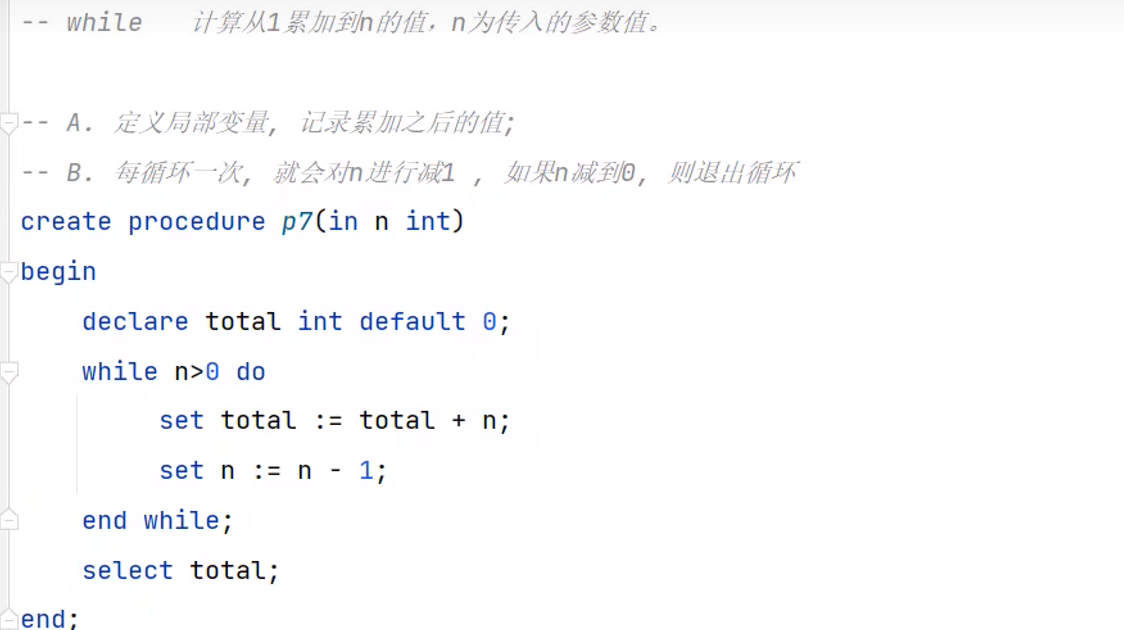 -- while 计算从1累加到n的值，n为传入的参数值。
-- A. 定义局部变量, 记录累加之后的值;
-- B. 每循环一次, 就会对n进行减1 , 如果n减到0, 则退出循环
create procedure p7(in n int)
begin
declare total int default 0;
while n>0 do
set total := total + n;
set n := n - 1;
end while;
select total;
end;